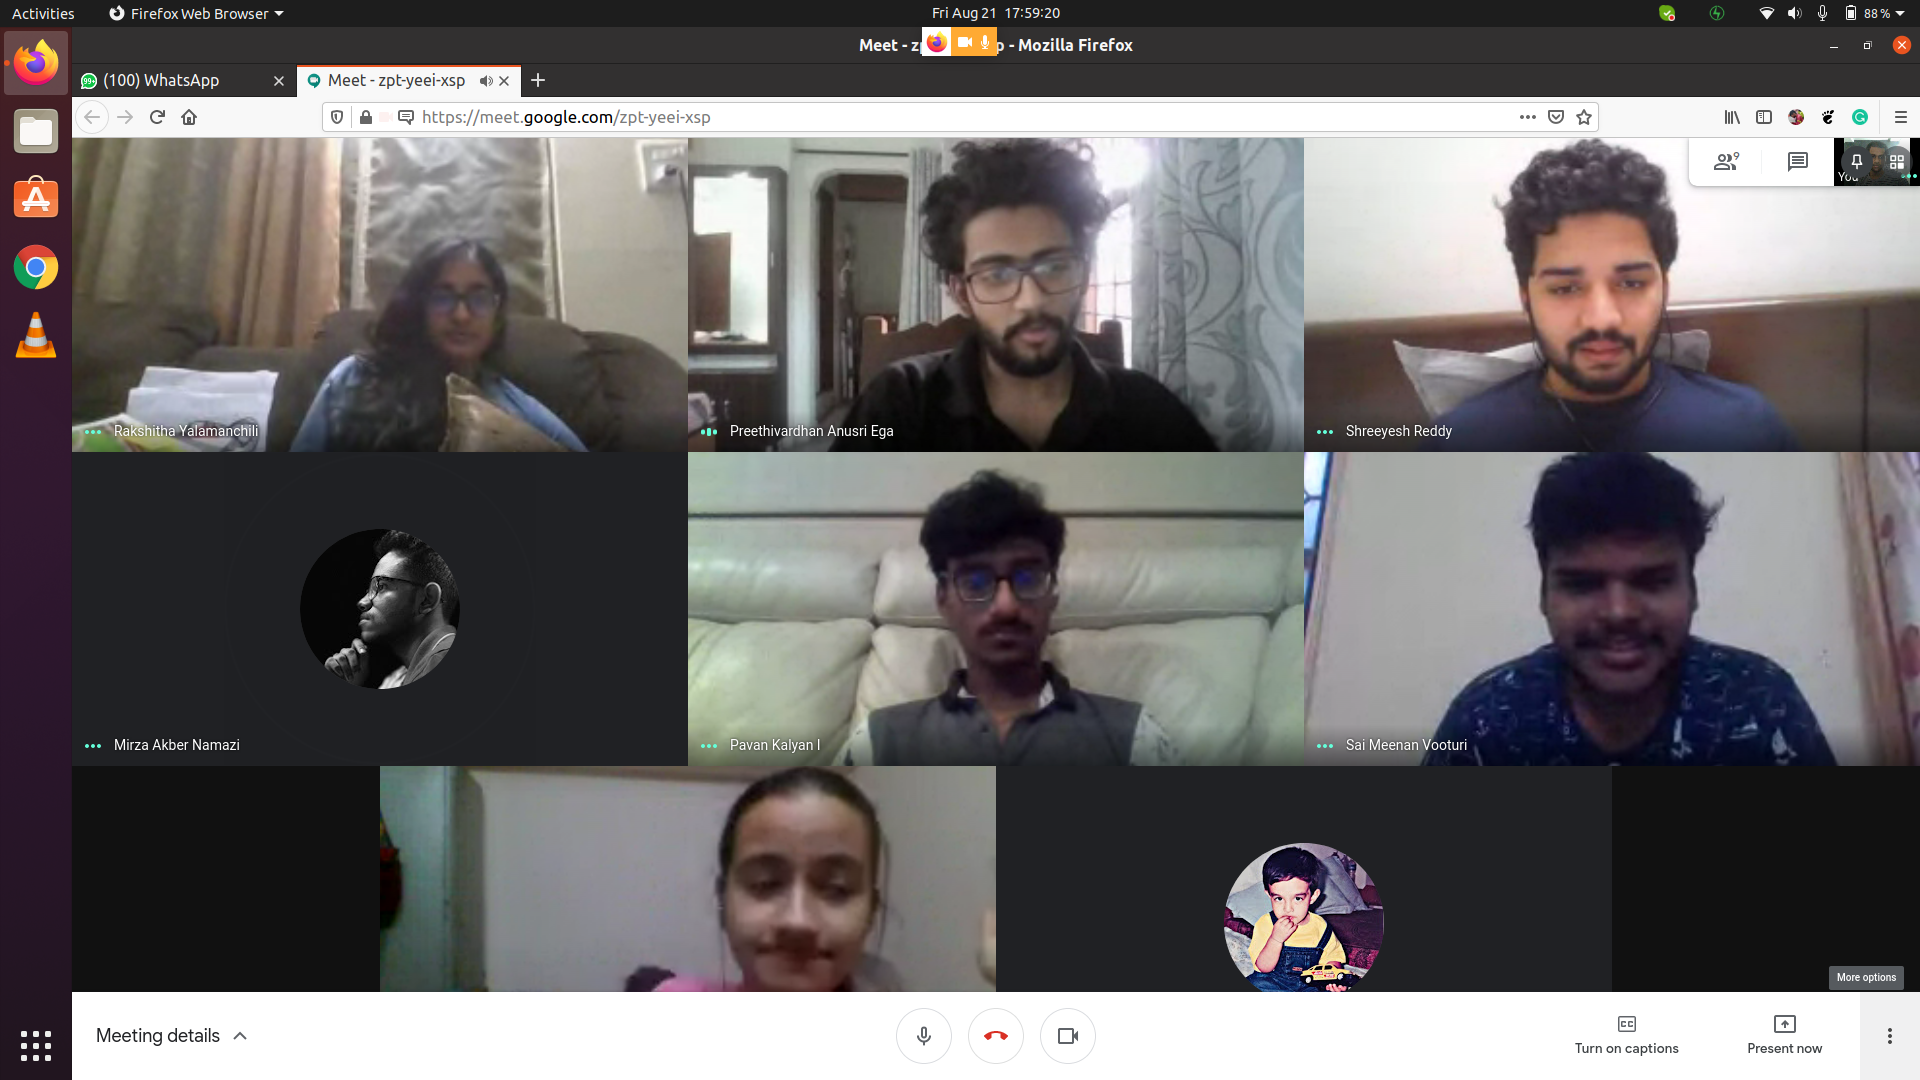 Activities
Firefox Web Browser
Fri Aug 21 17:59:20
88 %
Meet - z
p - Mozilla Firefox
99+
(100) WhatsApp
Meet - zpt-yeei-xsp
https://meet.google.com/zpt-yeei-xsp
9
You
Rakshitha Yalamanchili
Preethivardhan Anusri Ega
Shreeyesh Reddy
Mirza Akber Namazi
Pavan Kalyan I
Sai Meenan Vooturi
More options
Meeting details
Turn on captions
Present now